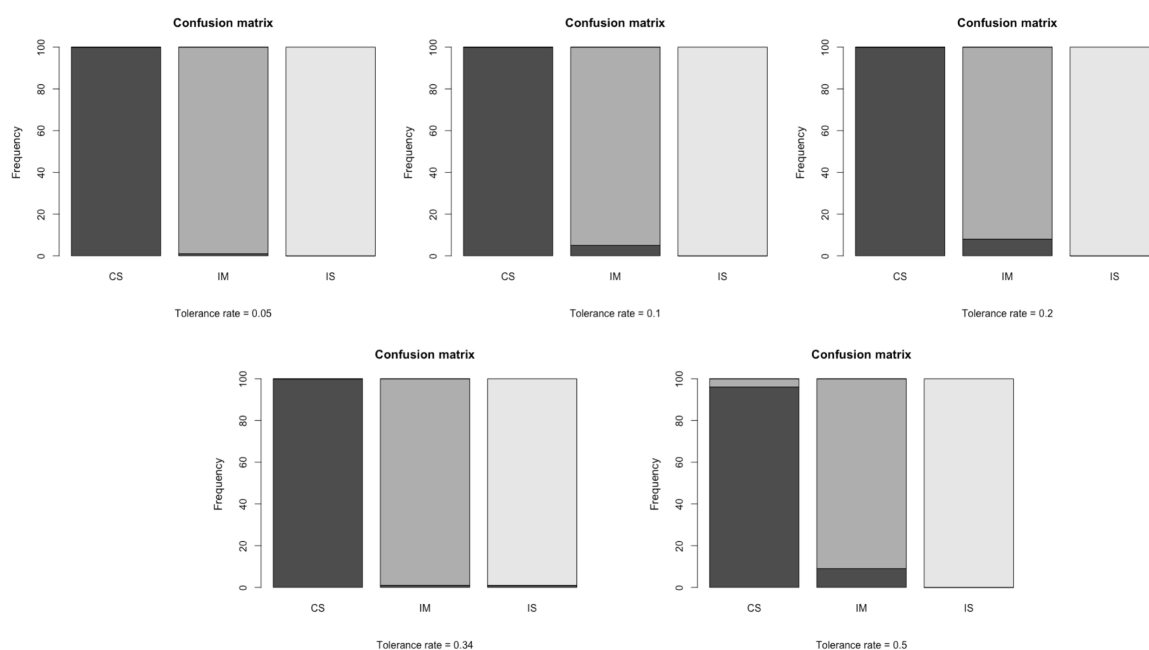 Confusion matrix
Frequency
100
80
60
40
20
0
CS
IM
IS
Tolerance rate = 0.05
Confusion matrix
Frequency
100
80
60
40
20
0
CS
IM
IS
Tolerance rate = 0.1
Confusion matrix
Frequency
100
80
60
40
20
0
CS
IM
IS
Tolerance rate = 0.2
Confusion matrix
Frequency
100
80
60
40
20
0
CS
IM
IS
Tolerance rate = 0.34
Confusion matrix
Frequency
100
80
60
40
20
0
CS
IM
IS
Tolerance rate = 0.5